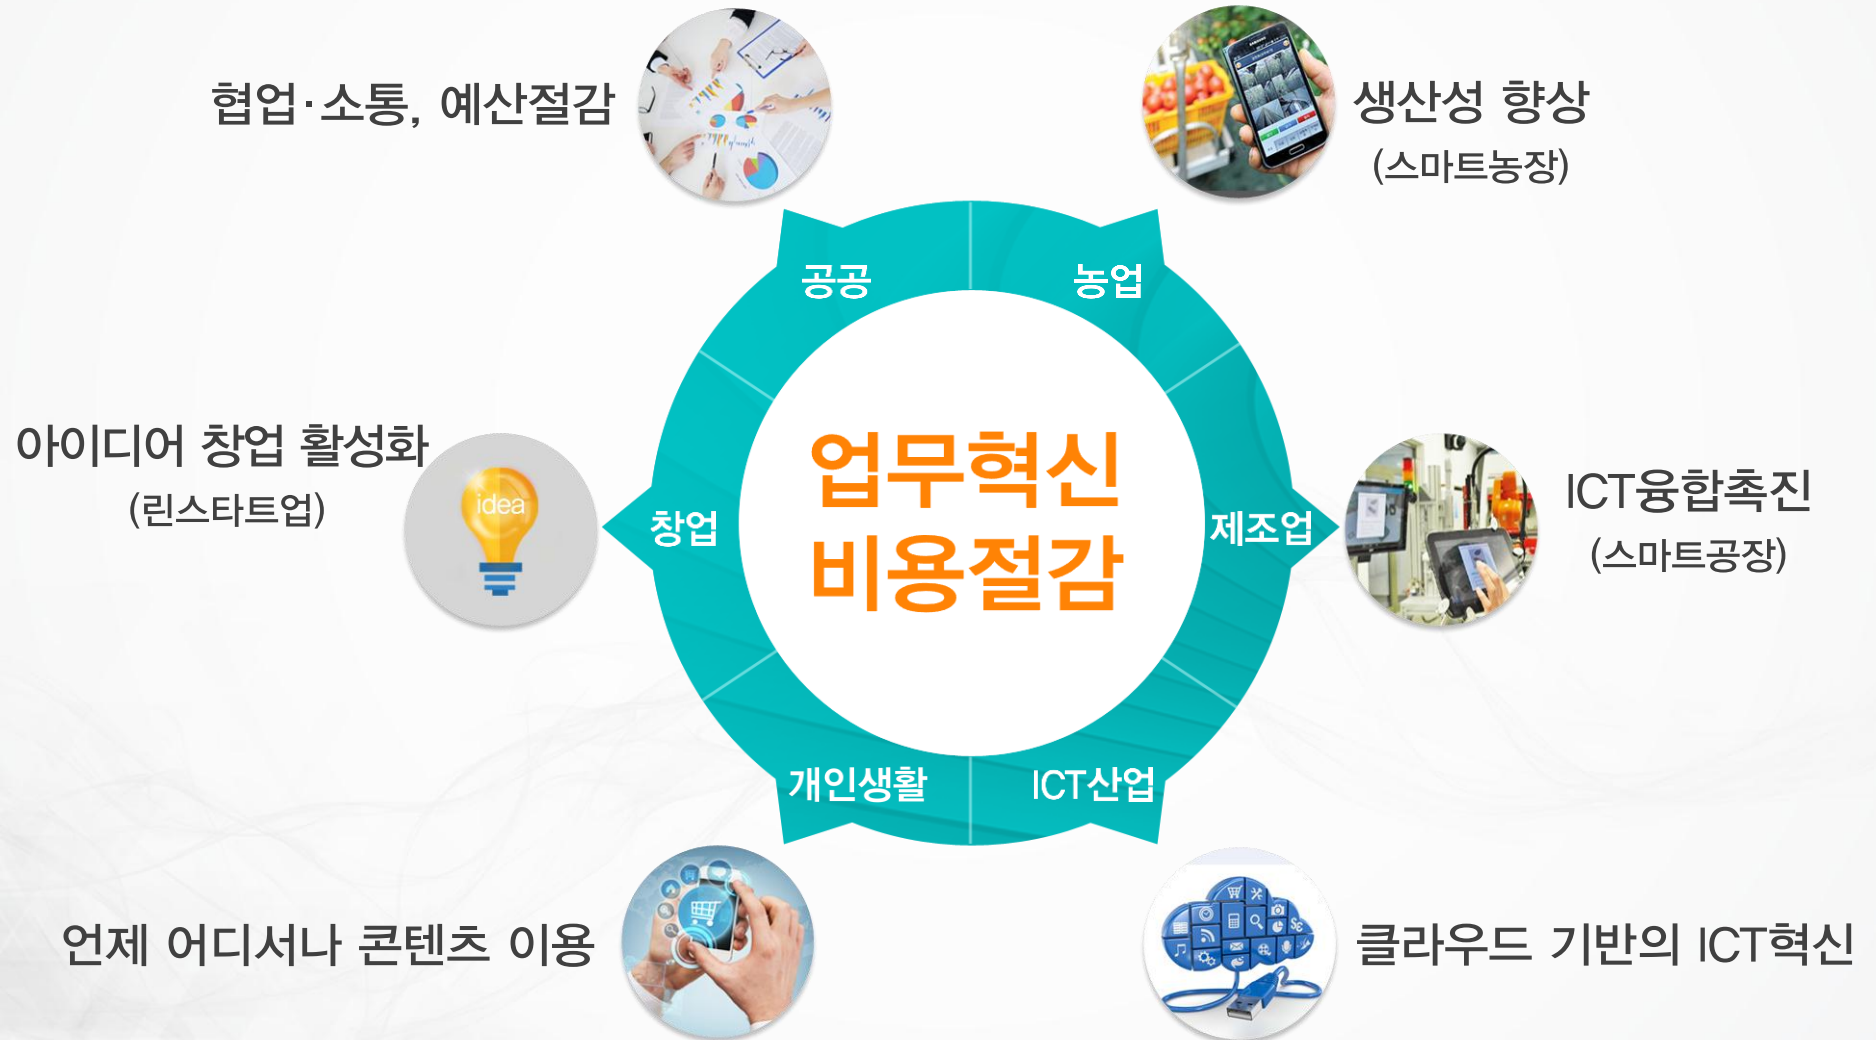 협업·소통, 예산절감
생산성 향상
(스마트농장)
공공
농업
아이디어 창업 활성화
(린스타트업)
idea
창업
업무혁신
비용절감
제조업
ICT융합촉진
(스마트공장)
개인생활
ICT산업
언제 어디서나 콘텐츠 이용
클라우드 기반의 ICT혁신
SAMSUNG